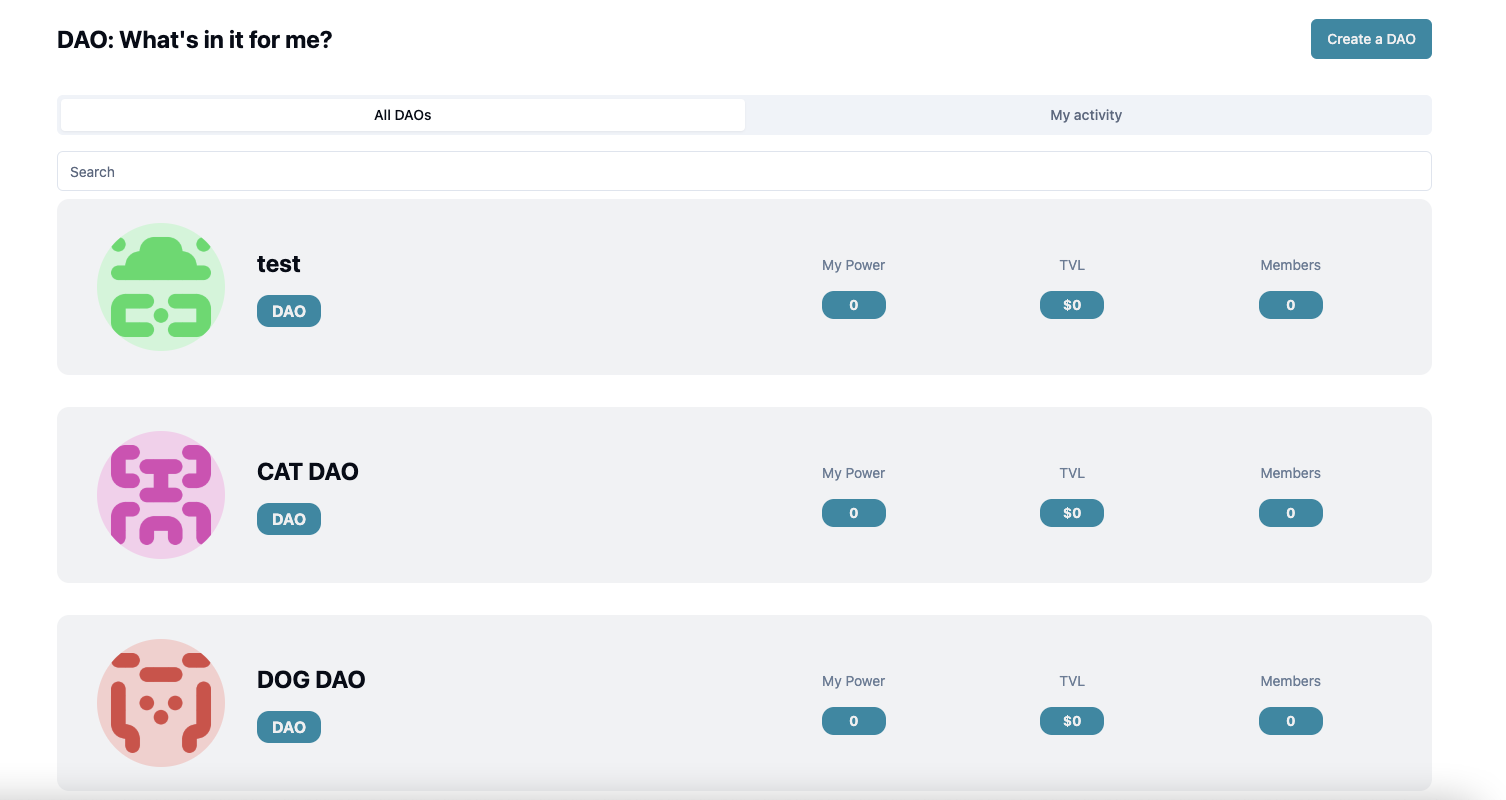 DAO: What's in it for me?
Create a DAO
All DAOs
My activity
Search
test
DAO
My Power
TVL
Members
0
$0
0
CAT DAO
DAO
My Power
TVL
Members
0
$0
0
DOG DAO
DAO
My Power
TVL
Members
0
$0
0